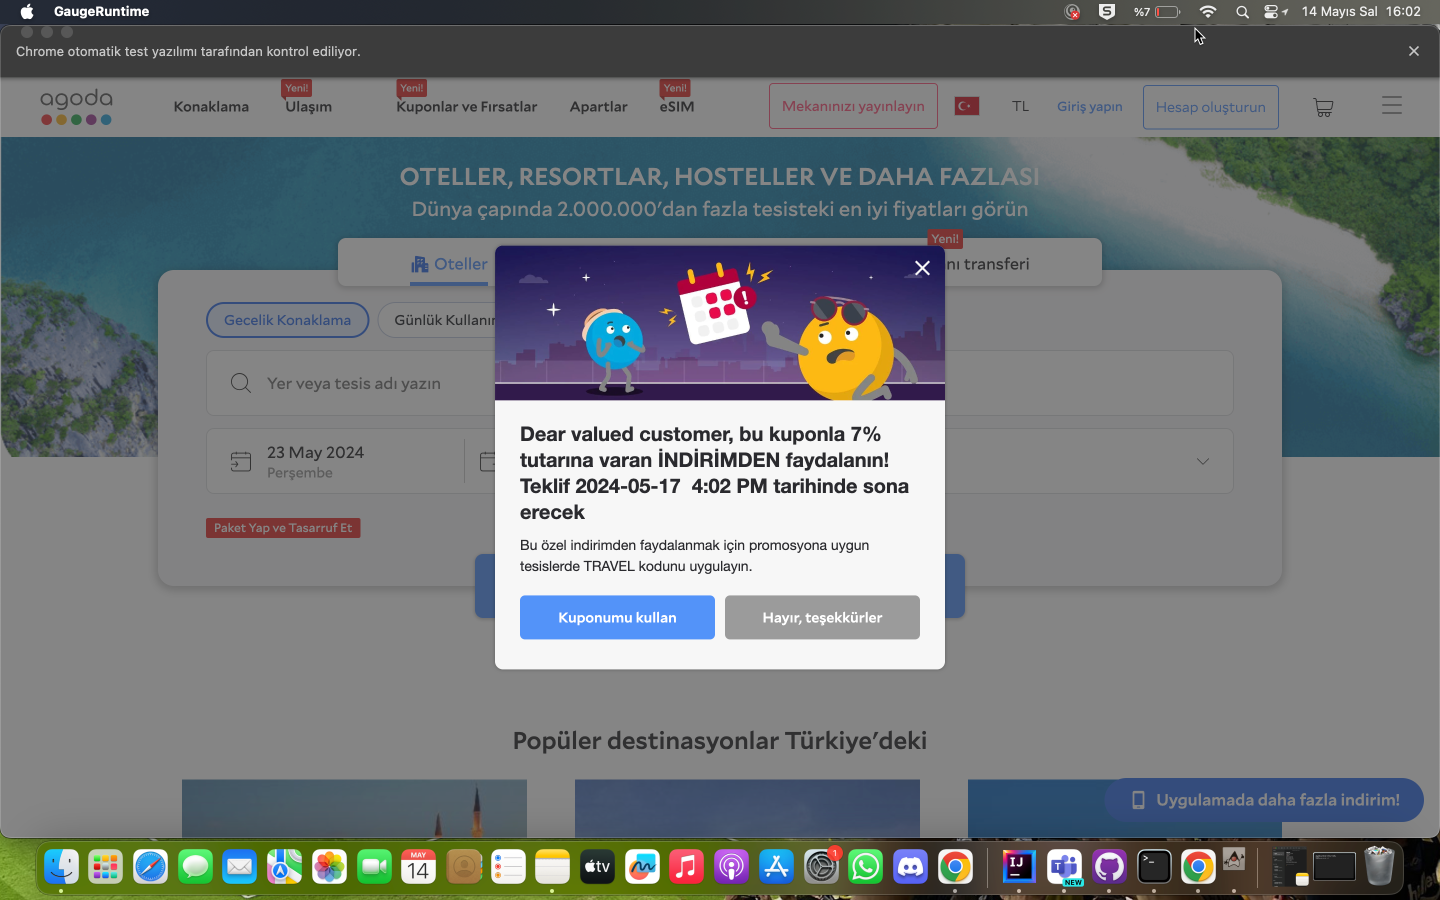 GaugeRuntime
%7
14 Mayıs Sal 16:02
Chrome otomatik test yazılımı tarafından kontrol ediliyor.
agoda
Konaklama
Yeni!
Ulaşım
Yeni!
Kuponlar ve Fırsatlar
Apartlar
Yeni!
eSIM
Mekanınızı yayınlayın
TL
Giriş yapın
Hesap oluşturun
OTELLER, RESORTLAR, HOSTELLER VE DAHA FAZLASI
Dünya çapında 2.000.000'dan fazla tesisteki en iyi fiyatları görün
Oteller
Yeni!
transferi
Gecelik Konaklama
Günlük
Yer veya tesis adı yazın
23 May 2024
Perşembe
Paket Yap ve Tasarruf Et
Dear valued customer, bu kuponla 7%
tutarına varan İNDİRİMDEN faydalanın!
Teklif 2024-05-17 4:02 PM tarihinde sona
erecek
Bu özel indirimden faydalanmak için promosyona uygun
tesislerde TRAVEL kodunu uygulayın.
Kuponumu kullan
Hayır, teşekkürler
Popüler destinasyonlar Türkiye'deki
Uygulamada daha fazla indirim!
MAY
14
tv
1
IJ
NEW